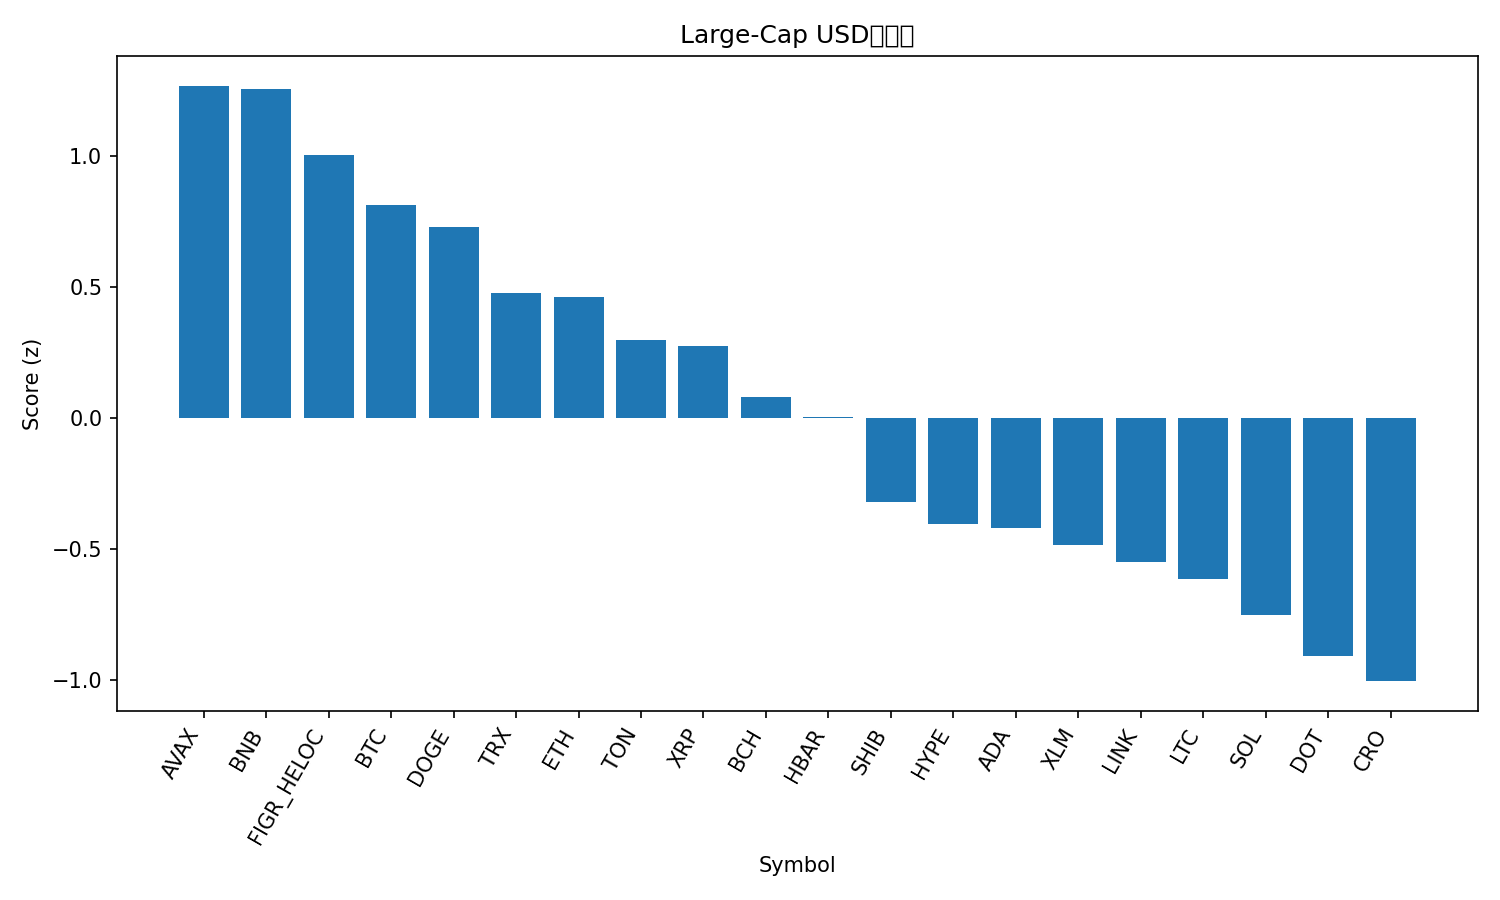 Large-Cap USD
Score (z)
1.0
0.5
0.0
−0.5
−1.0
AVAX
BNB
FIGR_HELOC
BTC
DOGE
TRX
ETH
TON
XRP
BCH
HBAR
SHIB
HYPE
ADA
XLM
LINK
LTC
SOL
DOT
CRO
Symbol